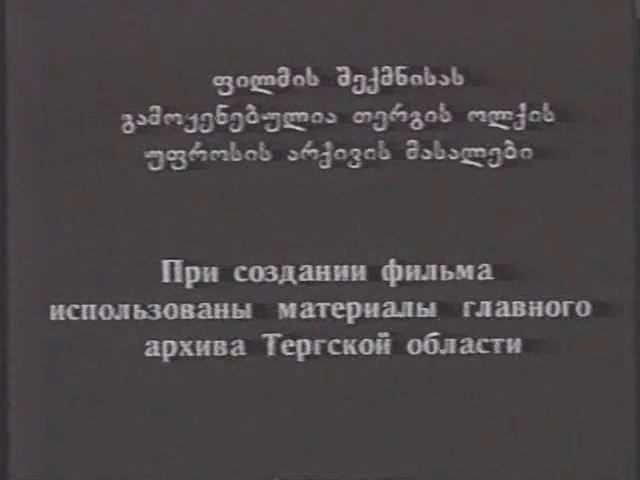 ფილმის შექმნისას
გამოყენებულია თერგის ოლქის
უფროსის არქივის მასალები
При создании фильма
использованы материалы главного
архива Тергской области